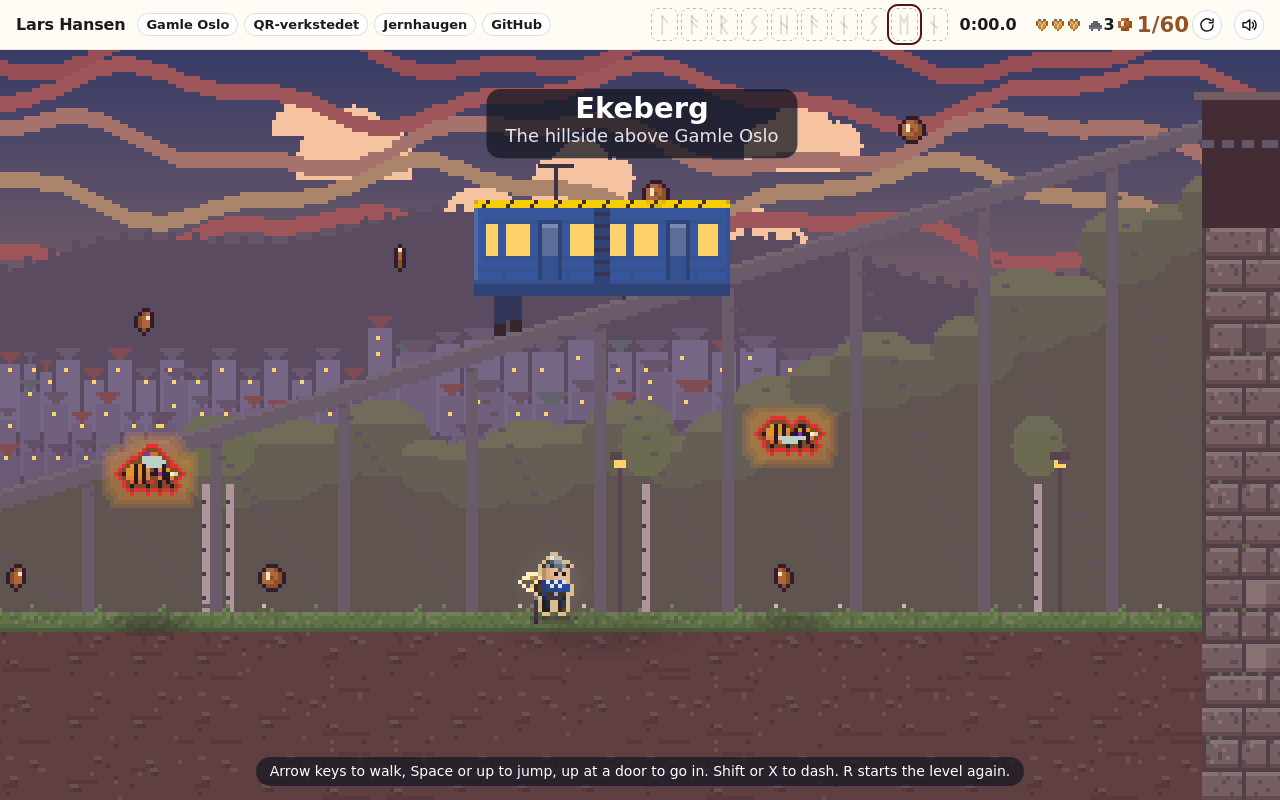 Lars Hansen Gamle Oslo QR-verkstedet Jernhaugen GitHub ᛚ ᚨ ᚱ ᛊ ᚺ ᚨ ᚾ ᛊ ᛖ ᚾ 0:00.0 3 1/60
Ekeberg
The hillside above Gamle Oslo
Arrow keys to walk, Space or up to jump, up at a door to go in. Shift or X to dash. R starts the level again.